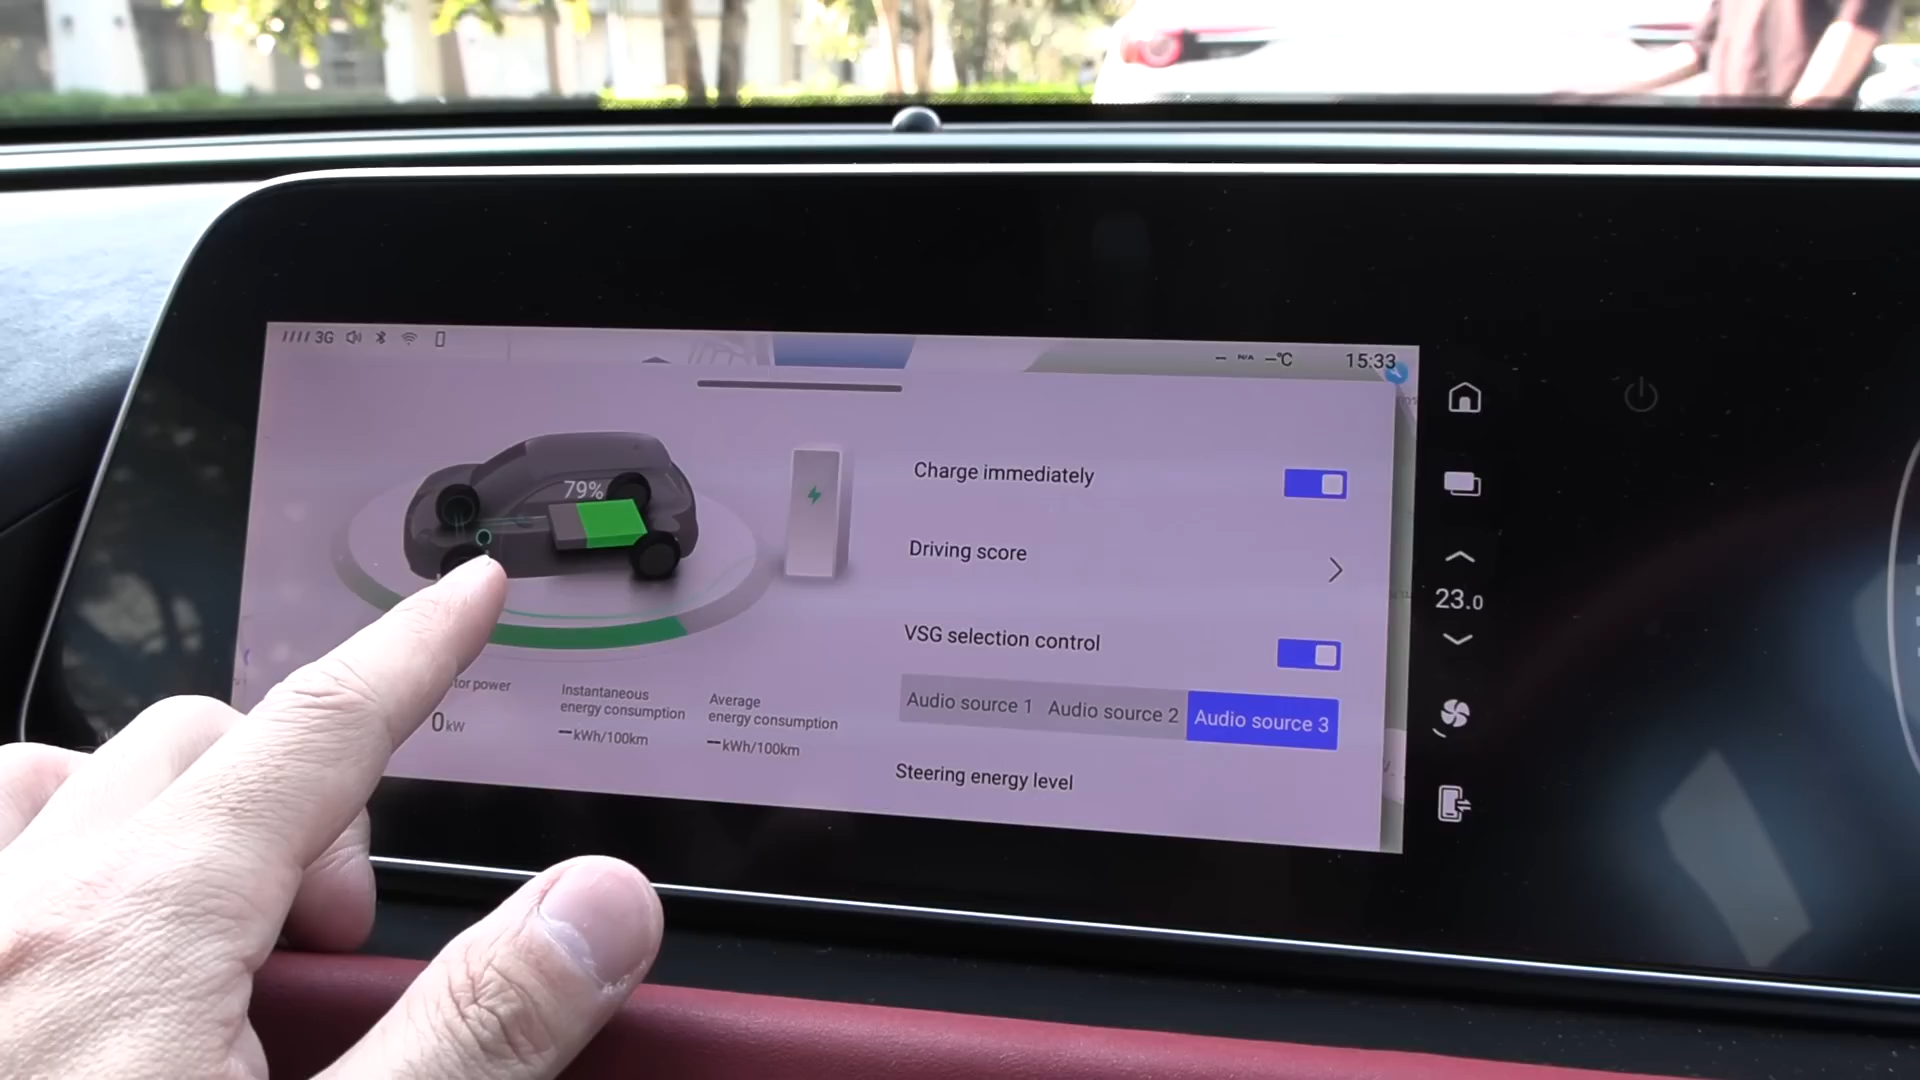 3G
N/A –°C 15:33
79%
Charge immediately
Driving score
VSG selection control
Audio source 1 Audio source 2 Audio source 3
Steering energy level
power
0kW
Instantaneous
energy consumption
–kWh/100km
Average
energy consumption
–kWh/100km
23.0